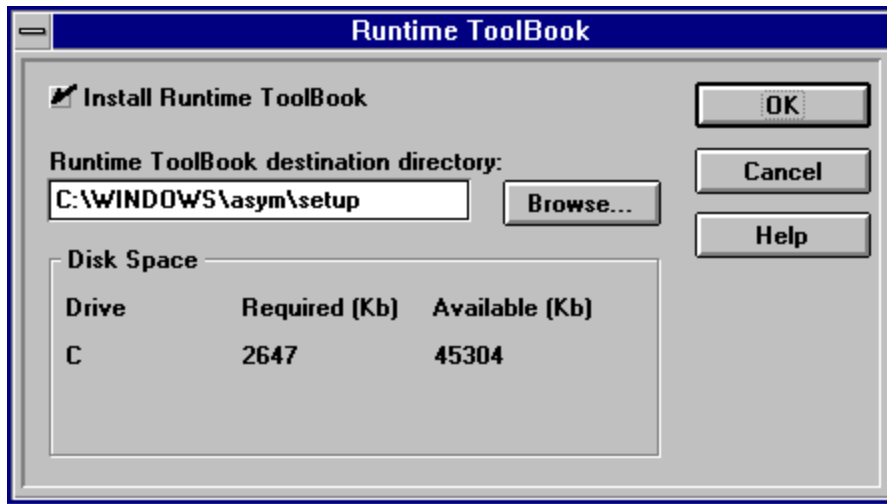 Runtime ToolBook
Install Runtime ToolBook
OK
Runtime ToolBook destination directory:
Cancel
C:\WINDOWS\asym\setup
Browse...
Help
Disk Space
Drive Required (Kb) Available (Kb)
C 2647 45304